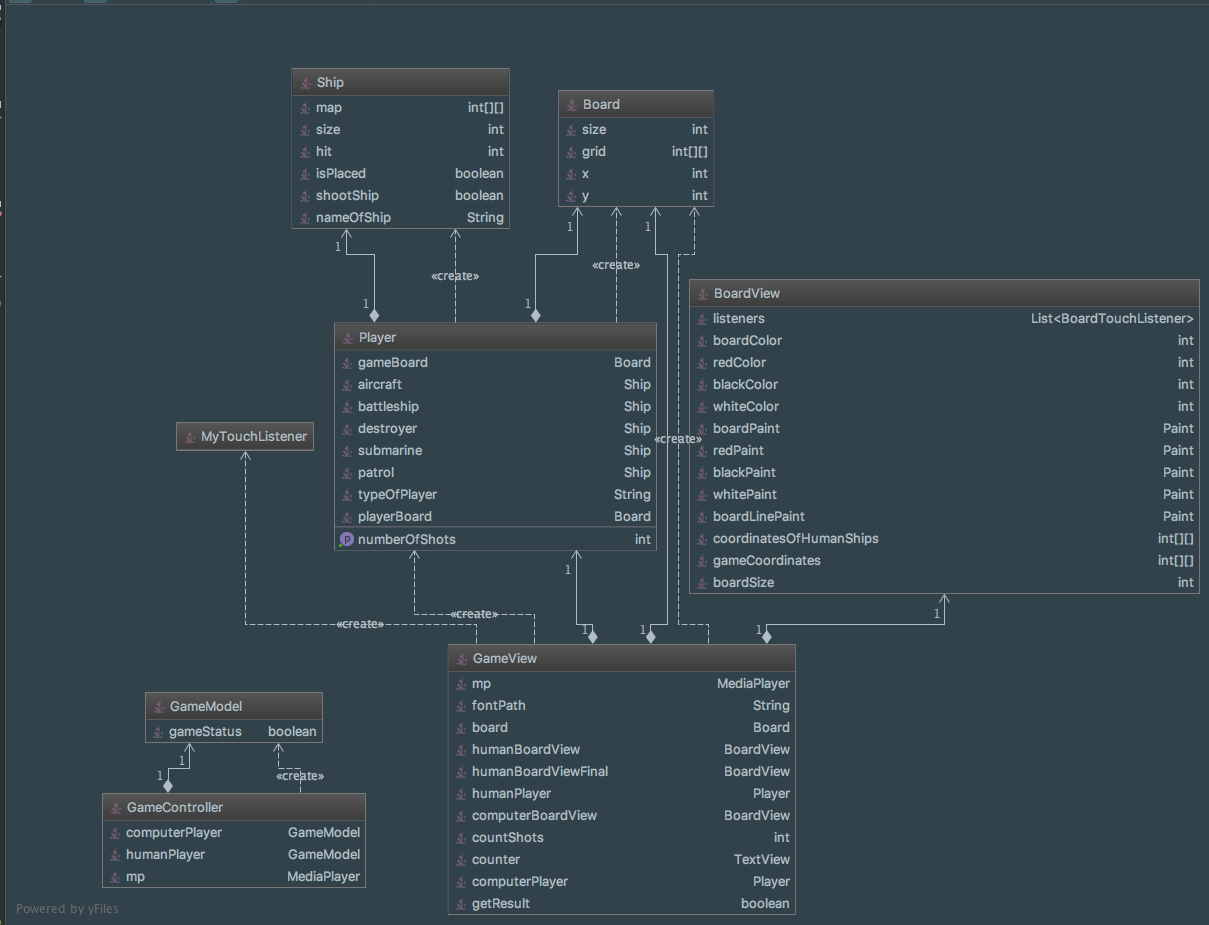 Ship
map int[][]
size int
hit int
isPlaced boolean
shootShip boolean
nameOfShip String
Board
size int
grid int[][]
x int
y int
1
1
1
«create»
«create»
1
1
BoardView
listeners List<BoardTouchListener>
boardColor int
redColor int
blackColor int
whiteColor int
boardPaint Paint
redPaint Paint
blackPaint Paint
whitePaint Paint
boardLinePaint Paint
coordinatesOfHumanShips int[][]
gameCoordinates int[][]
boardSize int
Player
gameBoard Board
aircraft Ship
battleship Ship
destroyer Ship
submarine Ship
patrol Ship
typeOfPlayer String
playerBoard Board
numberOfShots int
«create»
MyTouchListener
1
1
«create»
«create»
1
1
1
GameView
mp MediaPlayer
fontPath String
board Board
humanBoardView BoardView
humanBoardViewFinal BoardView
humanPlayer Player
computerBoardView BoardView
countShots int
counter TextView
computerPlayer Player
getResult boolean
GameModel
gameStatus boolean
1
1
«create»
GameController
computerPlayer GameModel
humanPlayer GameModel
mp MediaPlayer
Powered by yFiles